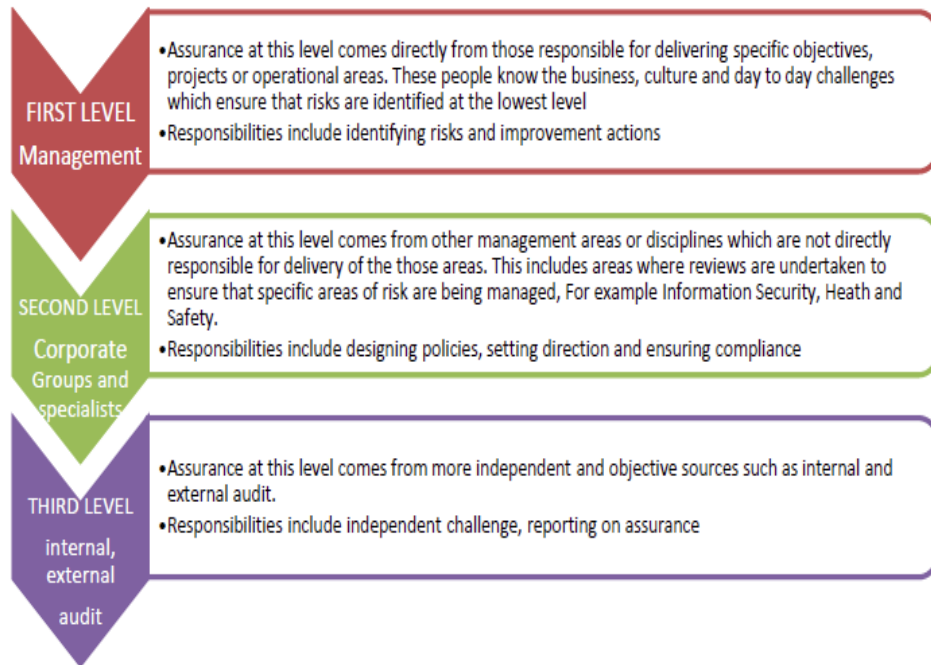 FIRST LEVEL
Management
•Assurance at this level comes directly from those responsible for delivering specific objectives,
projects or operational areas. These people know the business, culture and day to day challenges
which ensure that risks are identified at the lowest level
•Responsibilities include identifying risks and improvement actions
SECOND LEVEL
Corporate
Groups and
specialists
•Assurance at this level comes from other management areas or disciplines which are not directly
responsible for delivery of the those areas. This includes areas where reviews are undertaken to
ensure that specific areas of risk are being managed, For example Information Security, Heath and
Safety.
•Responsibilities include designing policies, setting direction and ensuring compliance
THIRD LEVEL
internal,
external
audit
•Assurance at this level comes from more independent and objective sources such as internal and
external audit.
•Responsibilities include independent challenge, reporting on assurance